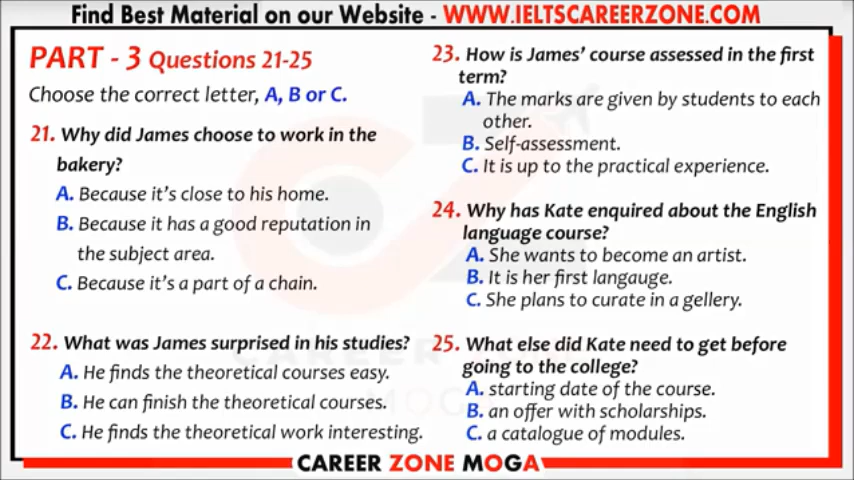 Find Best Material on our Website - WWW.IELTSCAREERZONE.COM
PART - 3 Questions 21-25
Choose the correct letter, A, B or C.
21. Why did James choose to work in the
bakery?
A. Because it's close to his home.
B. Because it has a good reputation in
the subject area.
C. Because it's a part of a chain.
22. What was James surprised in his studies?
A. He finds the theoretical courses easy.
B. He can finish the theoretical courses.
C. He finds the theoretical work interesting.
23. How is James' course assessed in the first
term?
A. The marks are given by students to each
other.
B. Self-assessment.
C. It is up to the practical experience.
24. Why has Kate enquired about the English
language course?
A. She wants to become an artist.
B. It is her first langauge.
C. She plans to curate in a gellery.
25. What else did Kate need to get before
going to the college?
A. starting date of the course.
B. an offer with scholarships.
C. a catalogue of modules.
CAREER ZONE
MOGA
CAREER ZONE MOGA